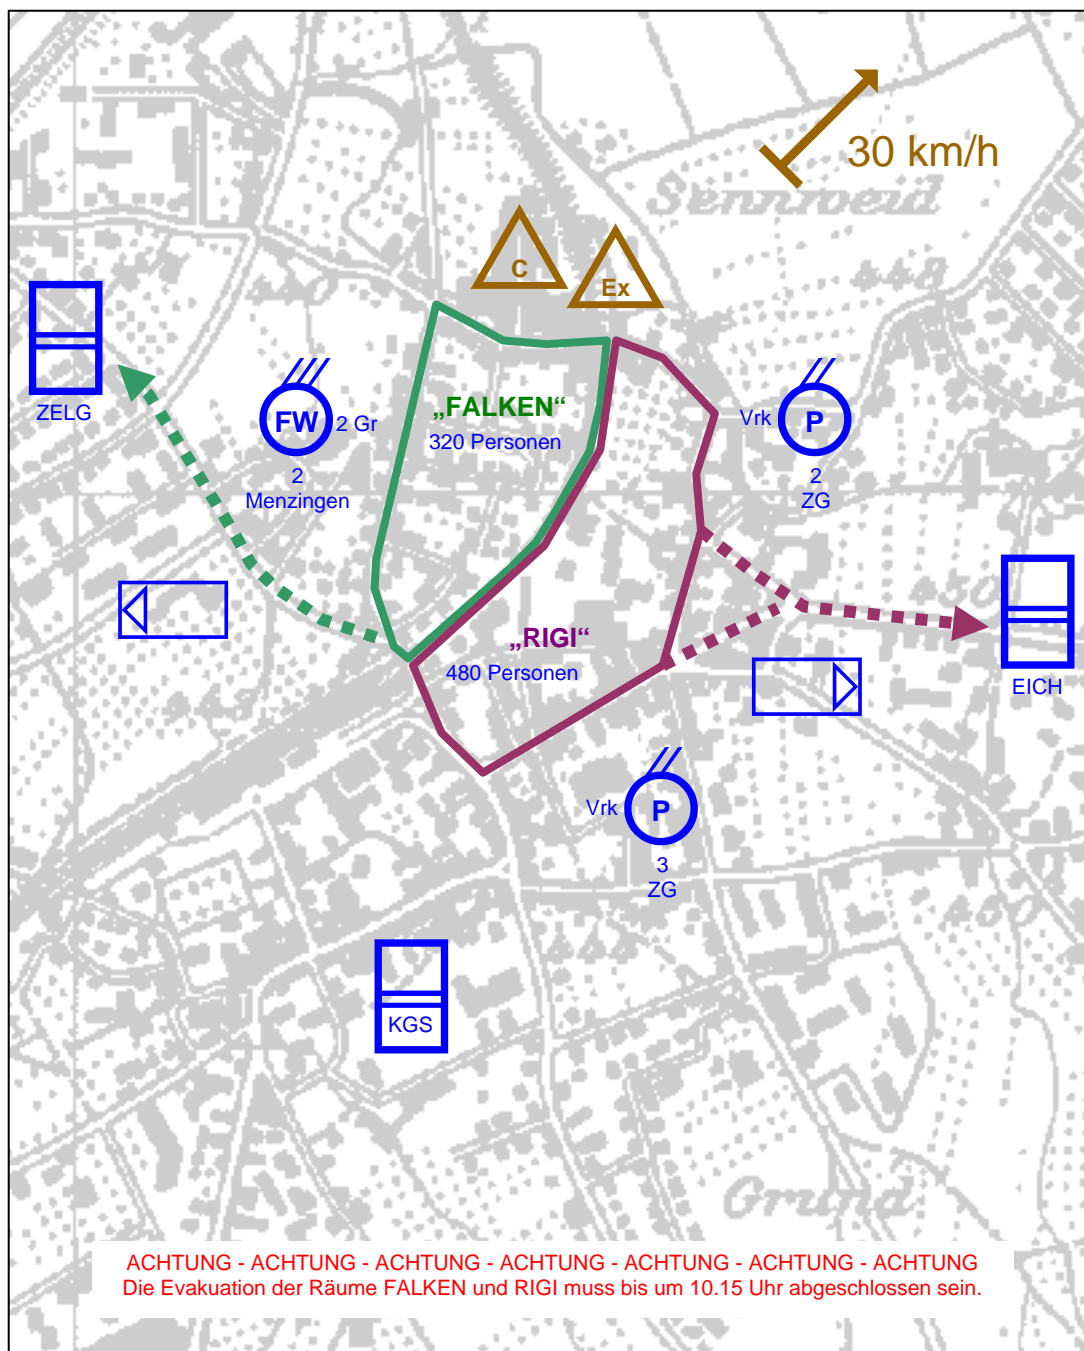 30 km/h
Sennweid
C
Ex
ZELG
„FALKEN“
320 Personen
FW
2 Gr
2
Menzingen
Vrk
P
2
ZG
„RIGI“
480 Personen
EICH
Vrk
P
3
ZG
KGS
Grund
ACHTUNG - ACHTUNG - ACHTUNG - ACHTUNG - ACHTUNG - ACHTUNG - ACHTUNG
Die Evakuation der Räume FALKEN und RIGI muss bis um 10.15 Uhr abgeschlossen sein.